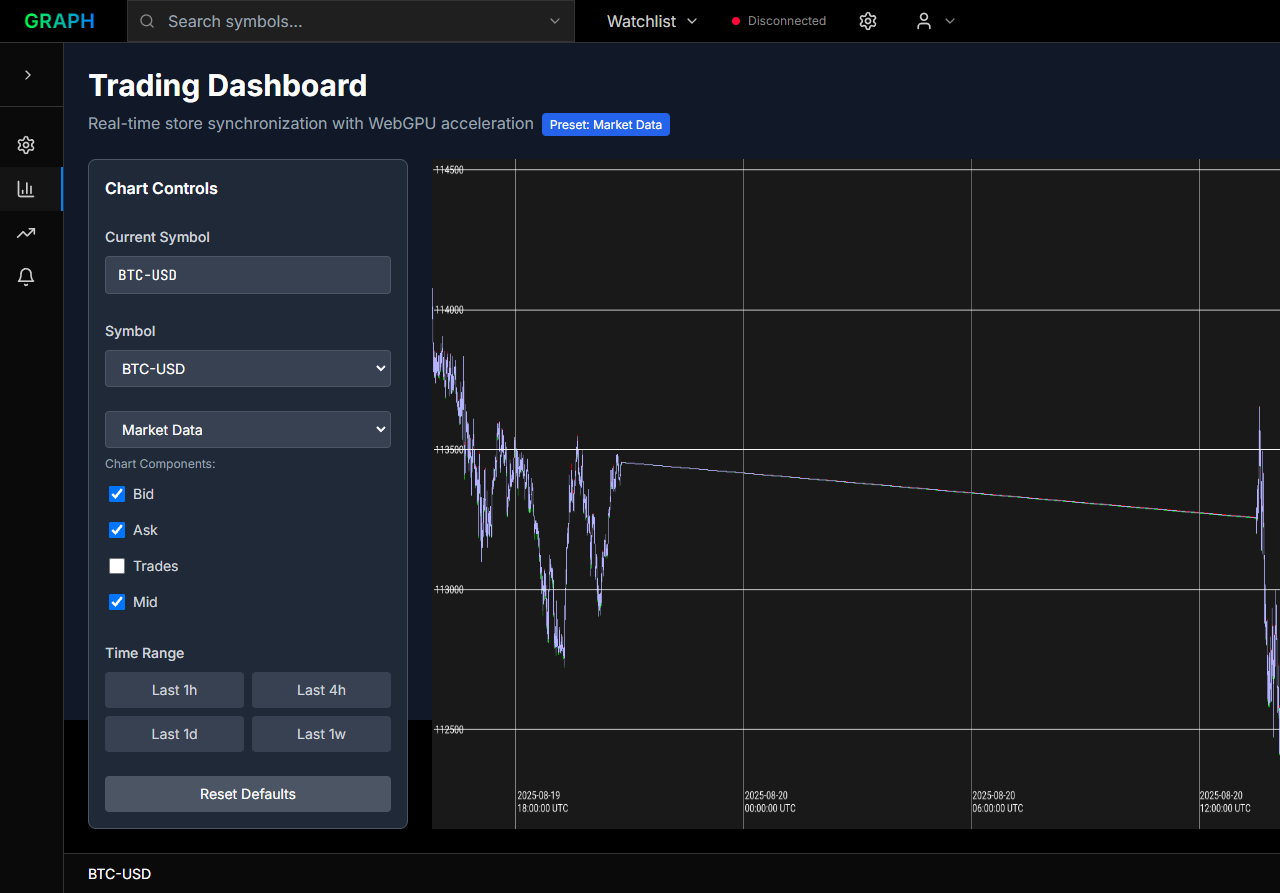 GRAPH
Search symbols...
Watchlist
Disconnected
Trading Dashboard
Real-time store synchronization with WebGPU acceleration
Preset: Market Data
Chart Controls
Current Symbol
BTC-USD
Symbol
BTC-USD
Market Data
Chart Components:
Bid
Ask
Trades
Mid
Time Range
Last 1h
Last 4h
Last 1d
Last 1w
Reset Defaults
114500
114000
113500
113000
112500
2025-08-19
18:00:00 UTC
2025-08-20
00:00:00 UTC
2025-08-20
06:00:00 UTC
2025-08-20
12:00:00 UTC
BTC-USD